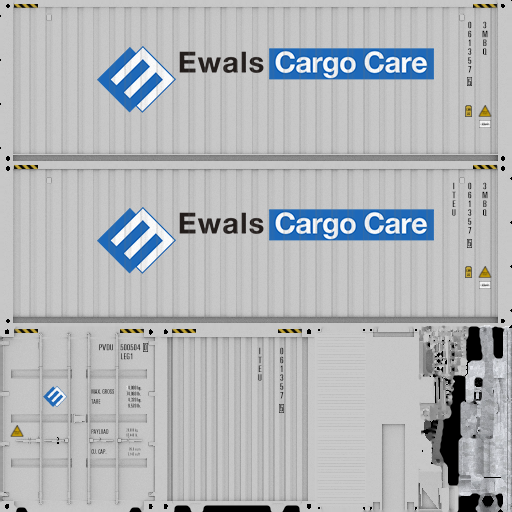 Ewals Cargo Care
061357
3MBQ
Ewals Cargo Care
ITEU
061357
3MBQ
PVDU 500504
LEG1
MAX. GROSS
TARE
PAYLOAD
CU. CAP.
ITEU
061357